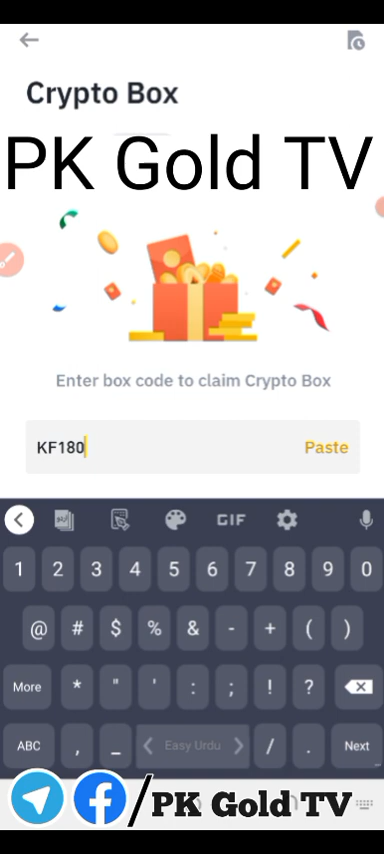 Crypto Box
PK Gold TV
Enter box code to claim Crypto Box
KF180 Paste
GIF
1 2 3 4 5 6 7 8 9 0
@ # $ % & - + ( )
More * " ' : ; ! ?
ABC , _ Easy Urdu / . Next
/PK Gold TV